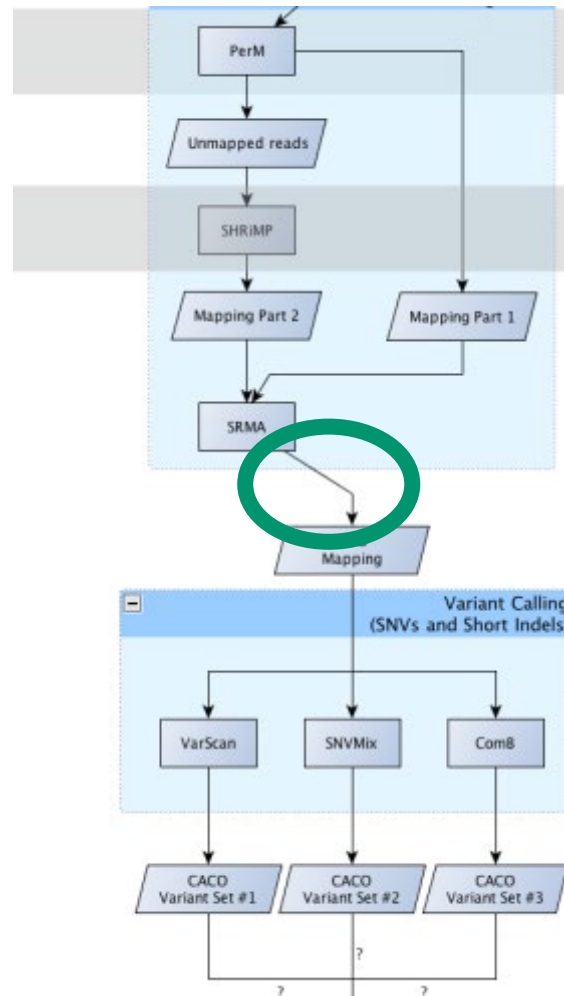 PerM
Unmapped reads
SHRiMP
Mapping Part 2
Mapping Part 1
SRMA
Mapping
Variant Calling
(SNVs and Short Indels
VarScan
SNVMix
ComB
CACO
Variant Set #1
CACO
Variant Set #2
CACO
Variant Set #3
?
?
?